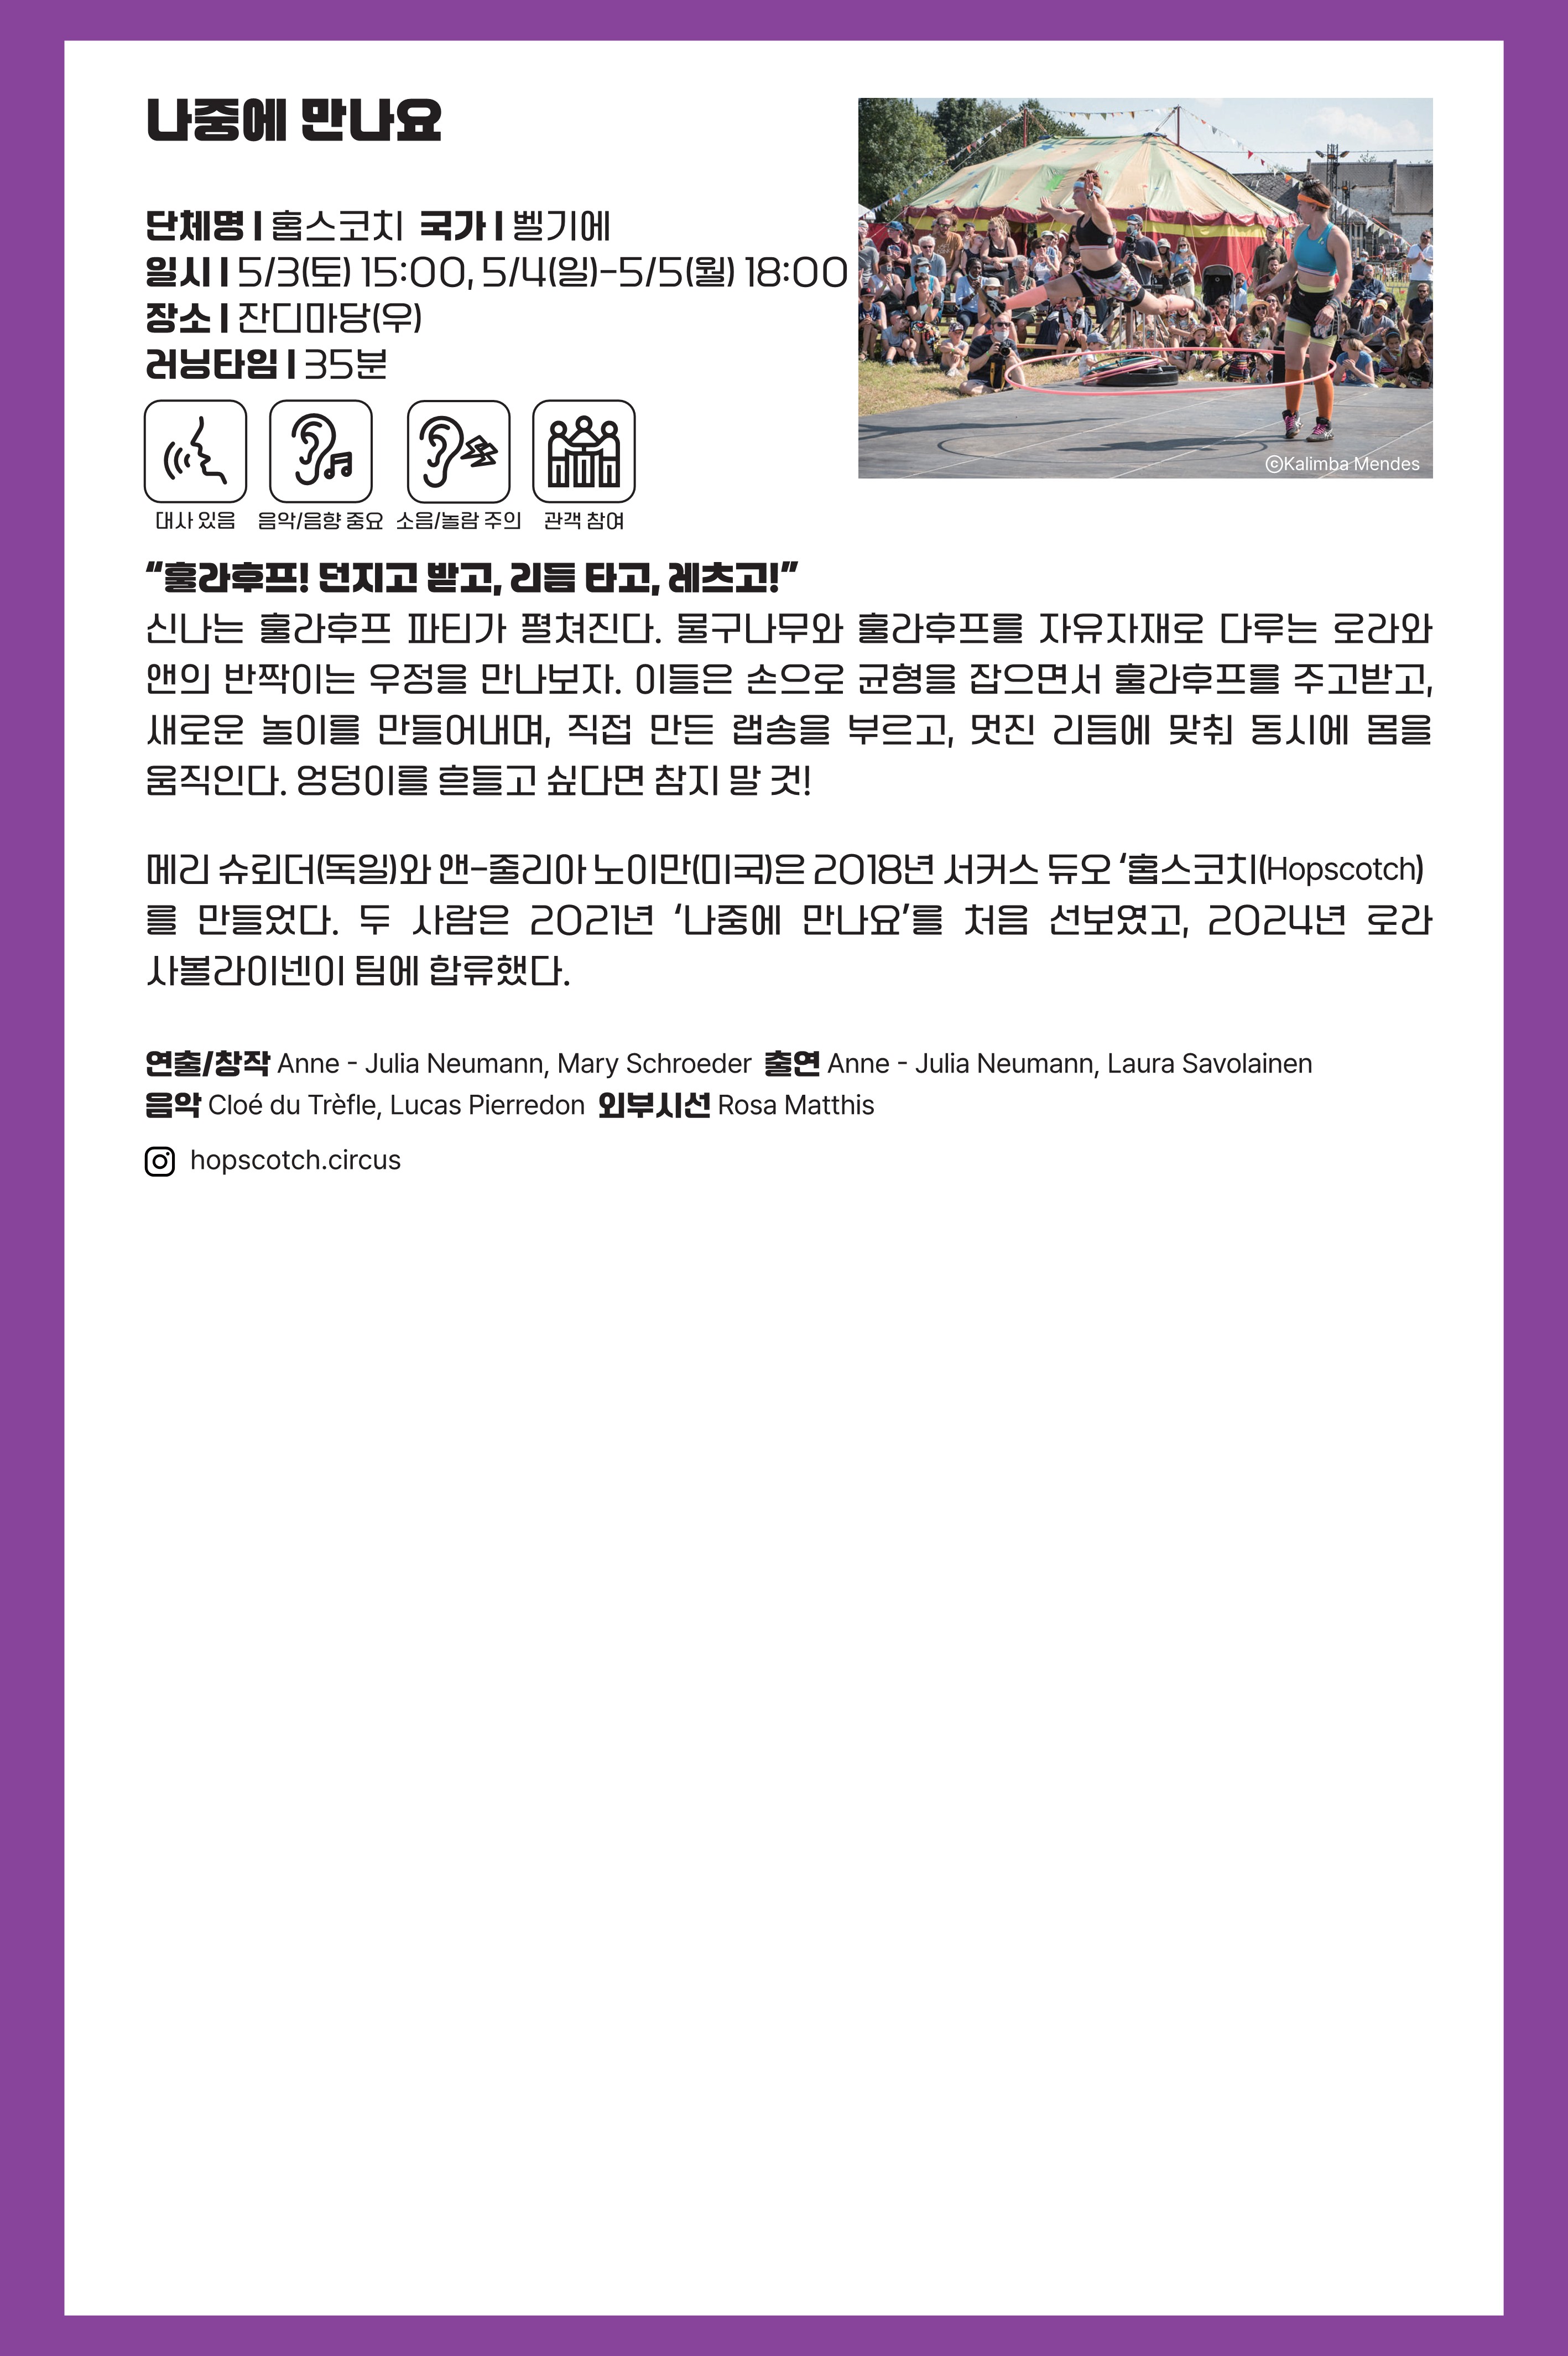 나중에 만나요
단체명 | 홉스코치 국가 | 벨기에
일시 | 5/3(토) 15:00, 5/4(일)-5/5(월) 18:00
장소 | 잔디마당(우)
러닝타임 | 35분
ⓒKalimba Mendes
대사 있음 음악/음향 중요 소음/놀람 주의 관객 참여
“훌라후프! 던지고 받고, 리듬 타고, 레츠고!”
신나는 훌라후프 파티가 펼쳐진다. 물구나무와 훌라후프를 자유자재로 다루는 로라와
앤의 반짝이는 우정을 만나보자. 이들은 손으로 균형을 잡으면서 훌라후프를 주고받고,
새로운 놀이를 만들어내며, 직접 만든 랩송을 부르고, 멋진 리듬에 맞춰 동시에 몸을
움직인다. 엉덩이를 흔들고 싶다면 참지 말 것!
메리 슈뢰더(독일)와 앤-줄리아 노이만(미국)은 2018년 서커스 듀오 ‘홉스코치(Hopscotch)
를 만들었다. 두 사람은 2021년 ‘나중에 만나요’를 처음 선보였고, 2024년 로라
사볼라이넨이 팀에 합류했다.
연출/창작 Anne - Julia Neumann, Mary Schroeder 출연 Anne - Julia Neumann, Laura Savolainen
음악 Cloé du Trèfle, Lucas Pierredon 외부시선 Rosa Matthis
hopscotch.circus